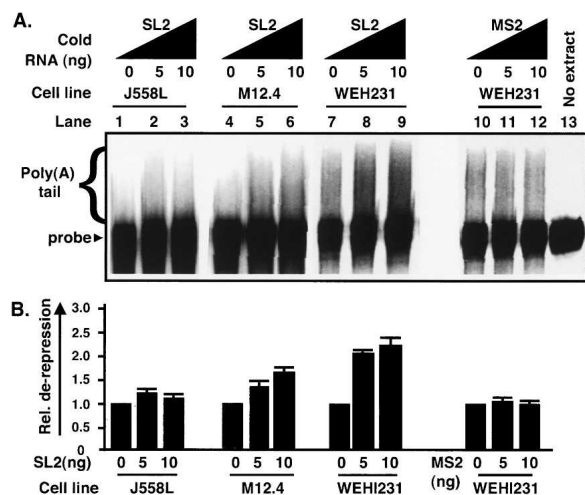 A.
SL2 SL2 SL2 MS2
Cold
RNA (ng) 0 5 10 0 5 10 0 5 10 0 5 10 No extract
Cell line J558L M12.4 WEH231 WEH231
Lane 1 2 3 4 5 6 7 8 9 10 11 12 13
Poly(A)
tail
probe
B.
Rel. de-repression
3.0
2.5
2.0
1.5
1.0
0.5
0
SL2(ng) 0 5 10 0 5 10 0 5 10 MS2 0 5 10
(ng)
Cell line J558L M12.4 WEHI231 WEHI231